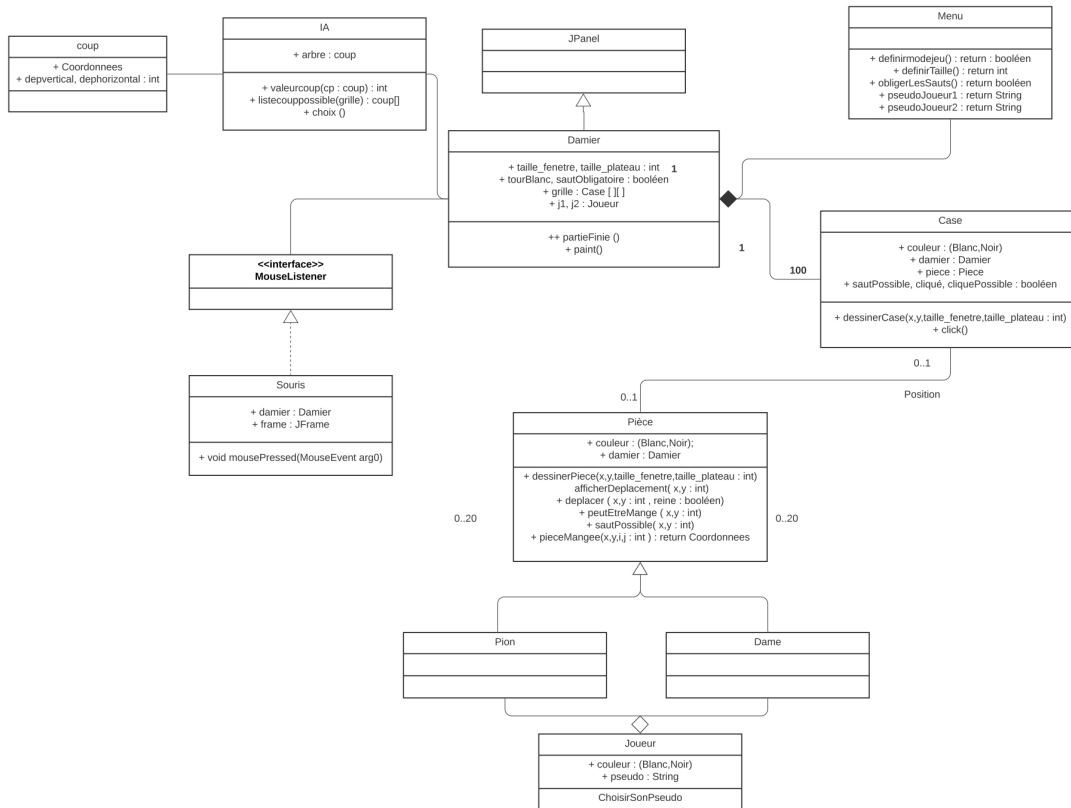 coup
+ Coordonnees
+ depvertical, dephorizontal : int
IA
+ arbre : coup
+ valeurcoup(cp : coup) : int
+ listecouppossible(grille) : coup[]
+ choix ()
JPanel
Menu
+ definirmodejeu() : return : booléen
+ definirTaille() : return int
+ obligerLesSauts() : return booléen
+ pseudoJoueur1 : return String
+ pseudoJoueur2 : return String
Damier
+ taille_fenetre, taille_plateau : int
+ tourBlanc, sautObligatoire : booléen
+ grille : Case [ ][ ]
+ j1, j2 : Joueur
++ partieFinie ()
+ paint()
1
1
100
Case
+ couleur : (Blanc,Noir)
+ damier : Damier
+ piece : Piece
+ sautPossible, cliqué, cliquePossible : booléen
+ dessinerCase(x,y,taille_fenetre,taille_plateau : int)
+ click()
<<interface>>
MouseListener
Souris
+ damier : Damier
+ frame : JFrame
+ void mousePressed(MouseEvent arg0)
0..1
Position
0..1
Pièce
+ couleur : (Blanc,Noir);
+ damier : Damier
+ dessinerPiece(x,y,taille_fenetre,taille_plateau : int)
afficherDeplacement( x,y : int)
+ deplacer ( x,y : int , reine : booléen)
+ peutEtreMange ( x,y : int)
+ sautPossible( x,y : int)
+ pieceMangee(x,y,i,j : int ) : return Coordonnees
0..20
0..20
Pion
Dame
Joueur
+ couleur : (Blanc,Noir)
+ pseudo : String
ChoisirSonPseudo